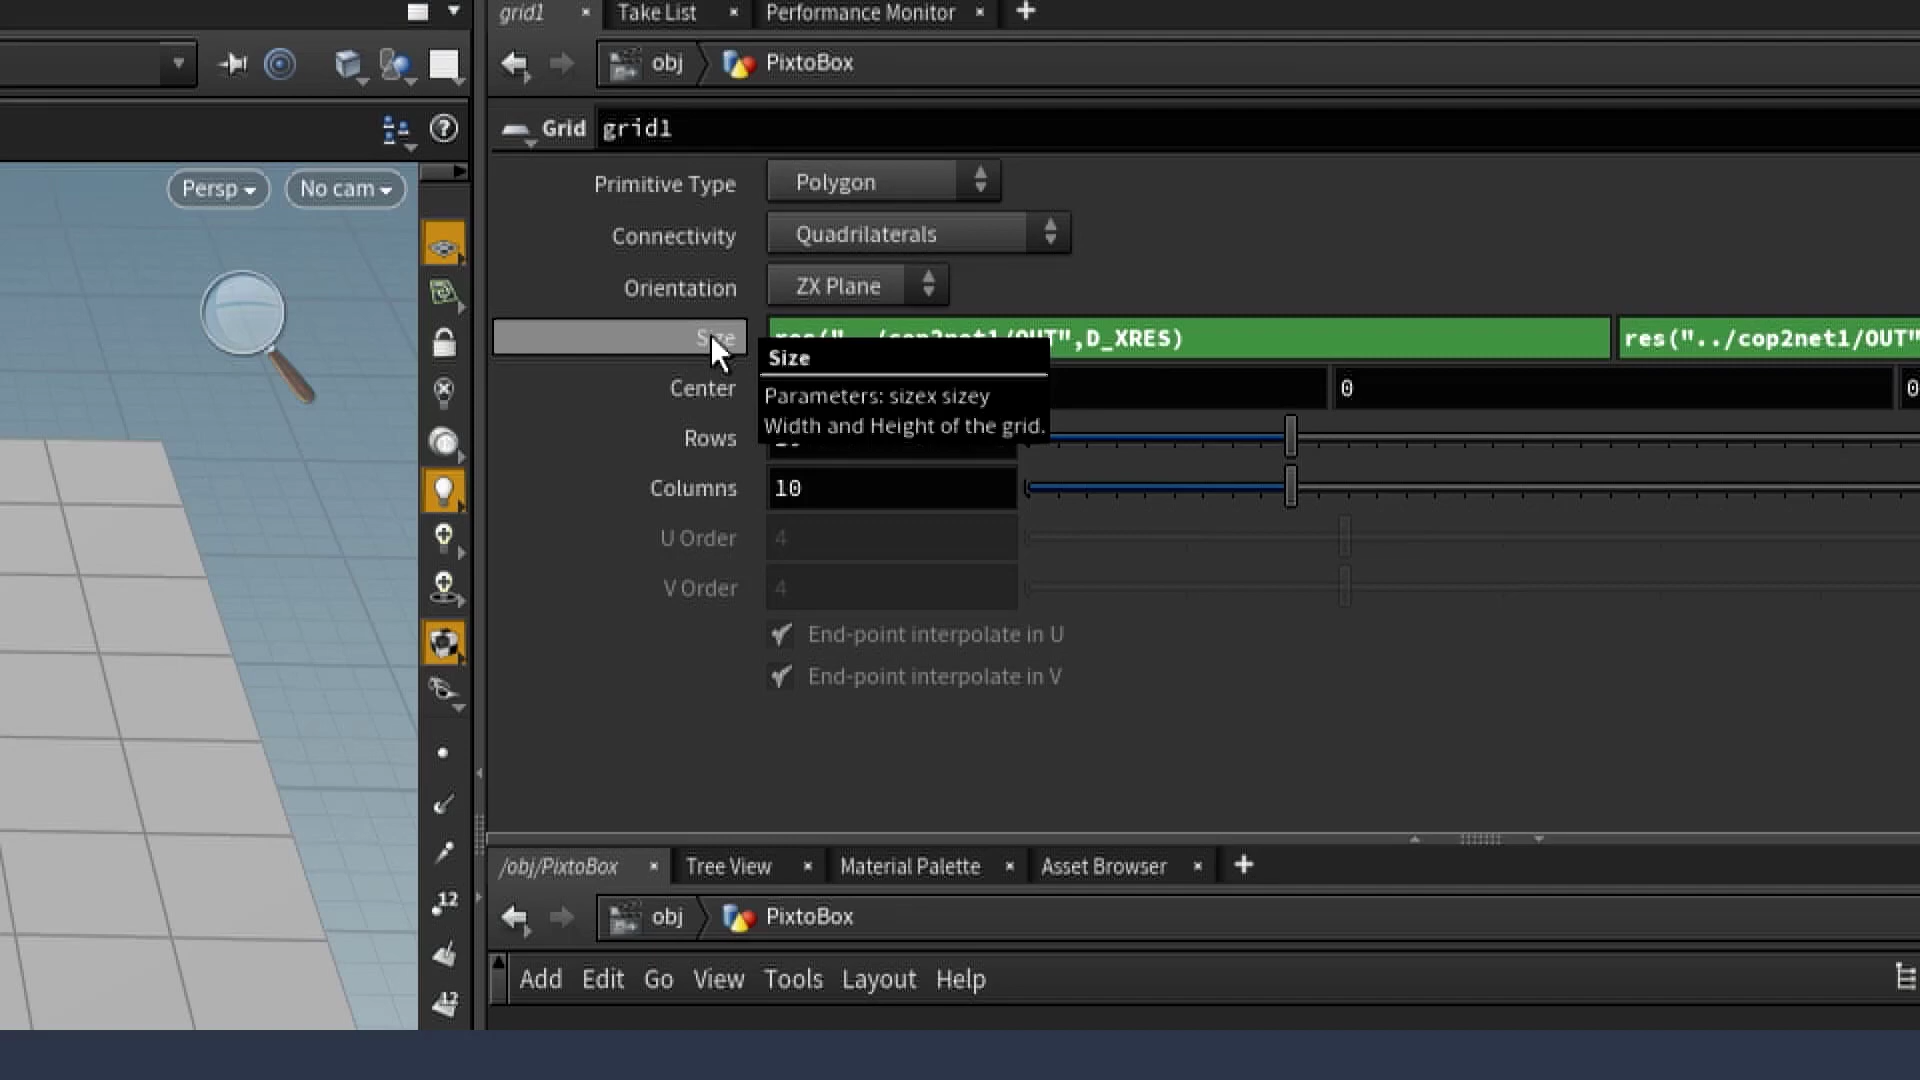 grid1 × Take List × Performance Monitor × +
obj PixtoBox
Grid grid1
Persp No cam
Primitive Type Polygon
Connectivity Quadrilaterals
Orientation ZX Plane
Size res("../cop2net1/OUT",D_XRES) res("../cop2net1/OUT"
Size
Parameters: sizex sizey
Width and Height of the grid.
Center 0 0
Rows
Columns 10
U Order 4
V Order 4
End-point interpolate in U
End-point interpolate in V
12
12
/obj/PixtoBox × Tree View × Material Palette × Asset Browser × +
obj PixtoBox
Add Edit Go View Tools Layout Help